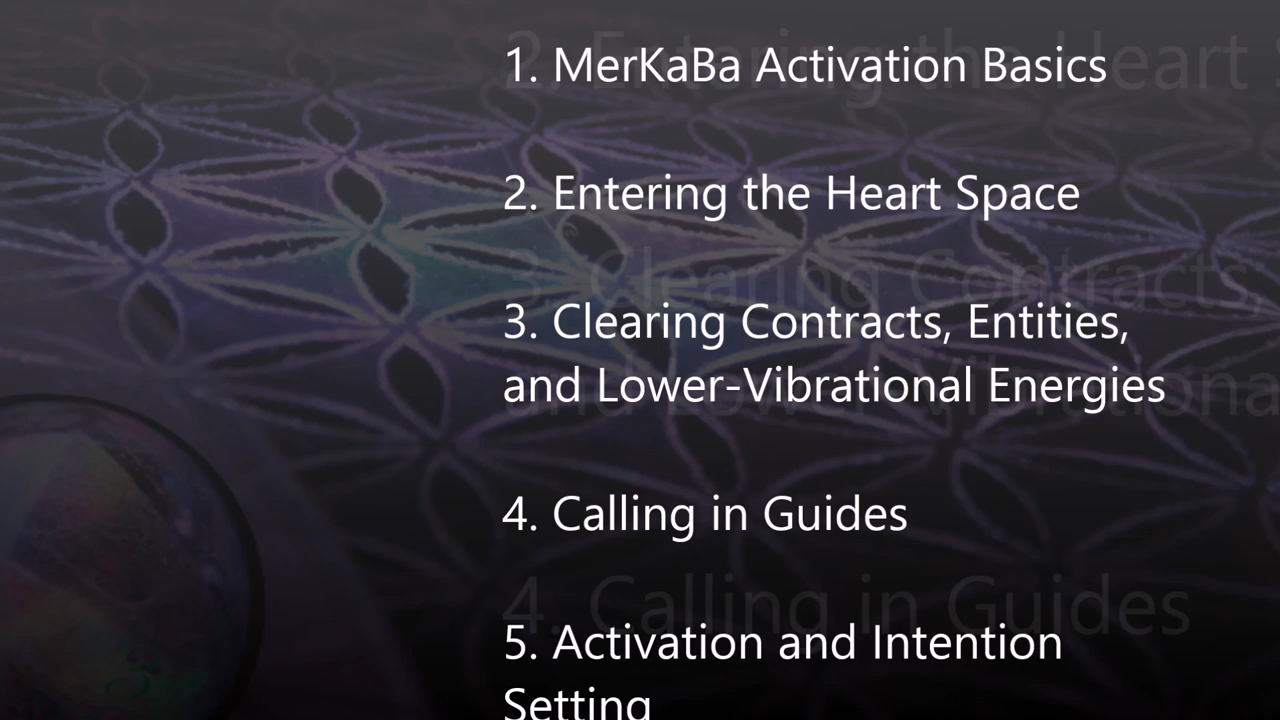 1. MerKaBa Activation Basics
2. Entering the Heart Space
3. Clearing Contracts, Entities,
and Lower-Vibrational Energies
4. Calling in Guides
5. Activation and Intention
Setting